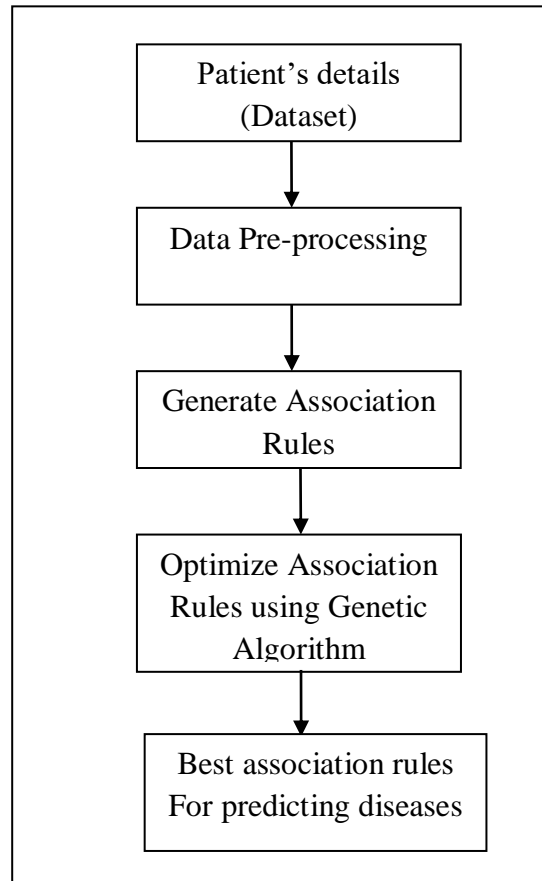 Patient’s details
(Dataset)
Data Pre-processing
Generate Association
Rules
Optimize Association
Rules using Genetic
Algorithm
Best association rules
For predicting diseases